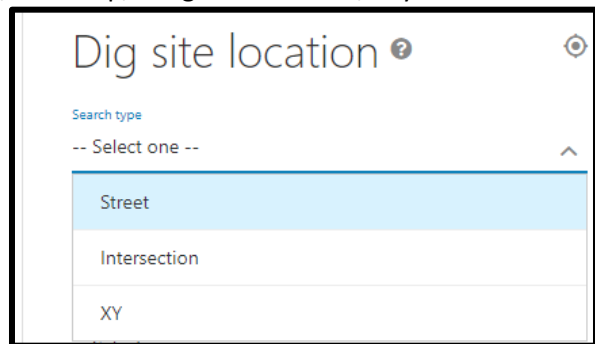 Dig site location ?
Search type
-- Select one --
Street
Intersection
XY